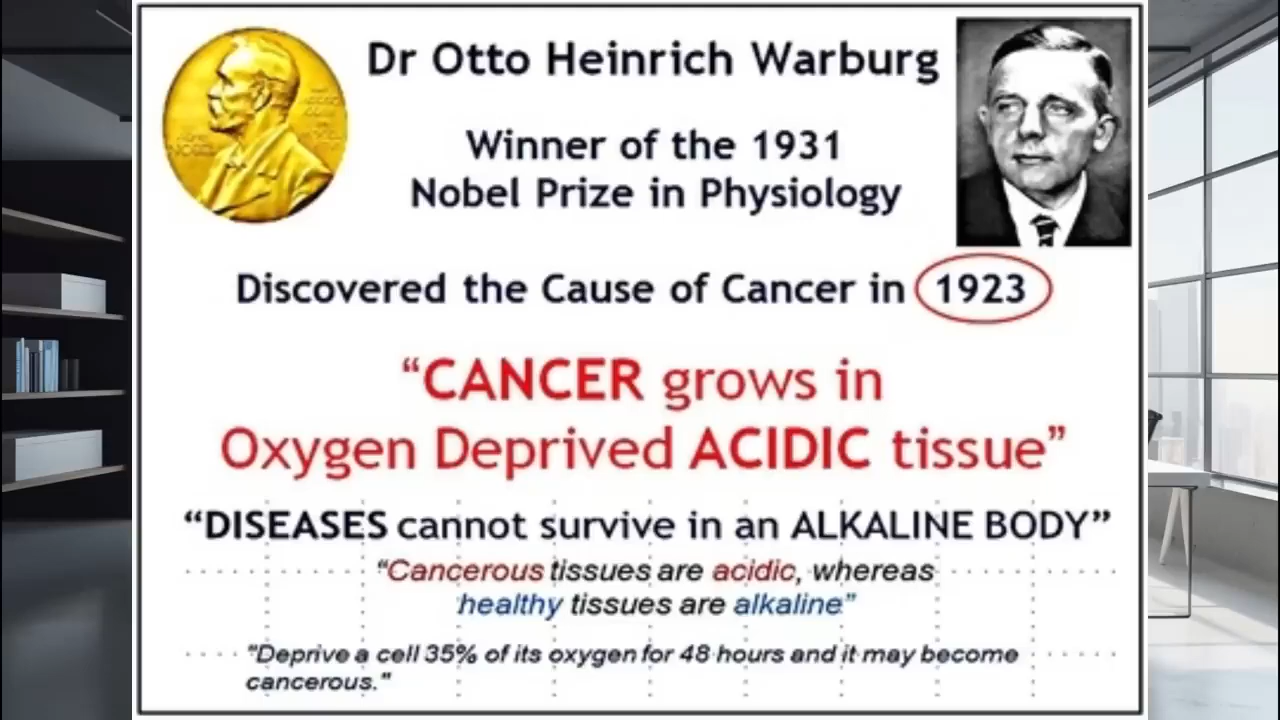 Dr Otto Heinrich Warburg
Winner of the 1931
Nobel Prize in Physiology
Discovered the Cause of Cancer in 1923
“CANCER grows in
Oxygen Deprived ACIDIC tissue”
“DISEASES cannot survive in an ALKALINE BODY”
“Cancerous tissues are acidic, whereas
healthy tissues are alkaline”
"Deprive a cell 35% of its oxygen for 48 hours and it may become
cancerous."